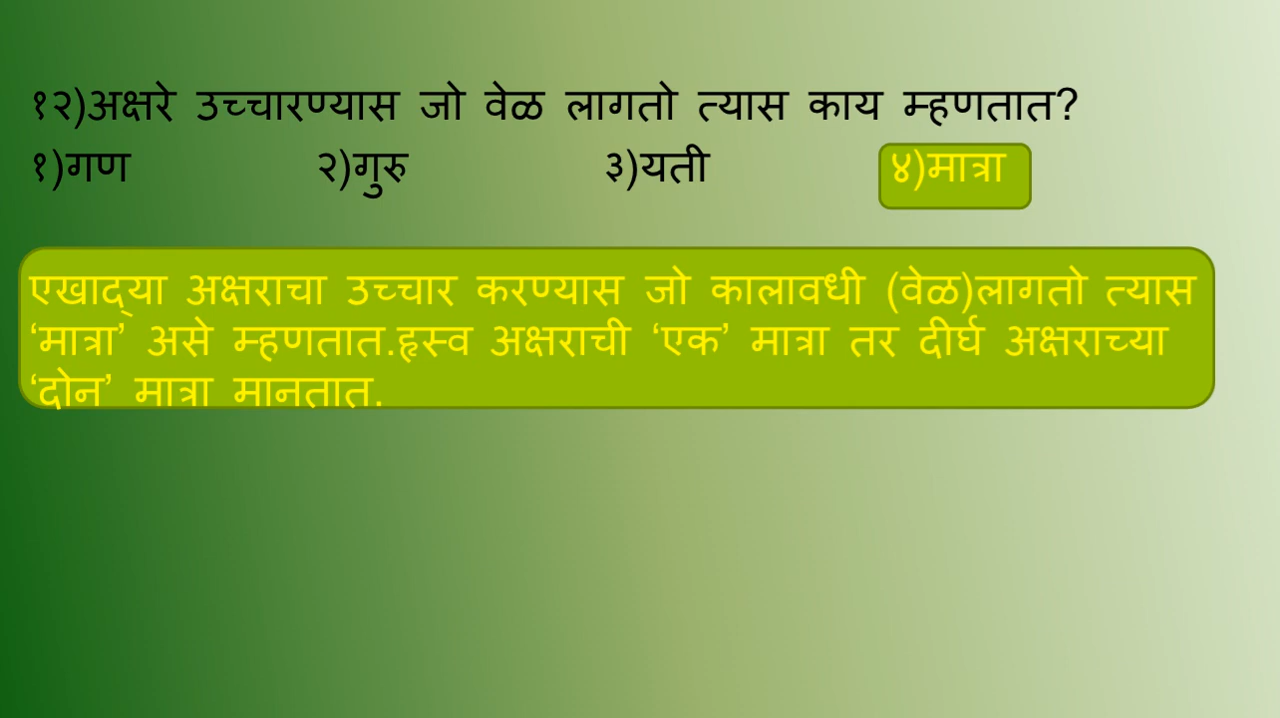 १२)अक्षरे उच्चारण्यास जो वेळ लागतो त्यास काय म्हणतात?
१)गण २)गुरु ३)यती ४)मात्रा
एखाद्‌या अक्षराचा उच्चार करण्यास जो कालावधी (वेळ)लागतो त्यास
‘मात्रा’ असे म्हणतात.हृस्व अक्षराची ‘एक’ मात्रा तर दीर्घ अक्षराच्या
‘दोन’ मात्रा मानतात.